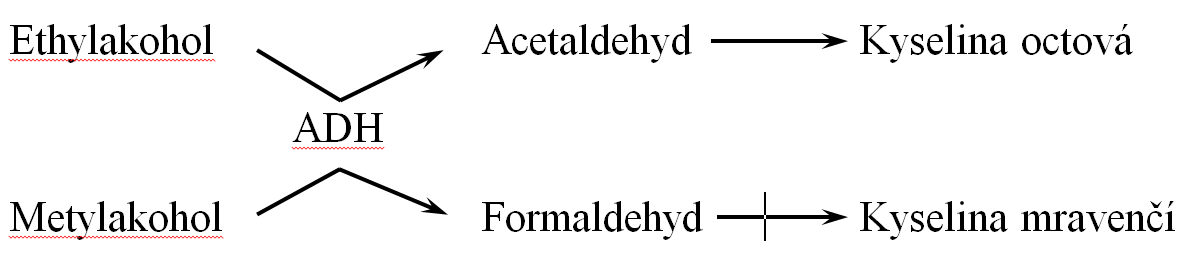 Ethylakohol Acetaldehyd Kyselina octová
ADH
Metylakohol Formaldehyd Kyselina mravenčí